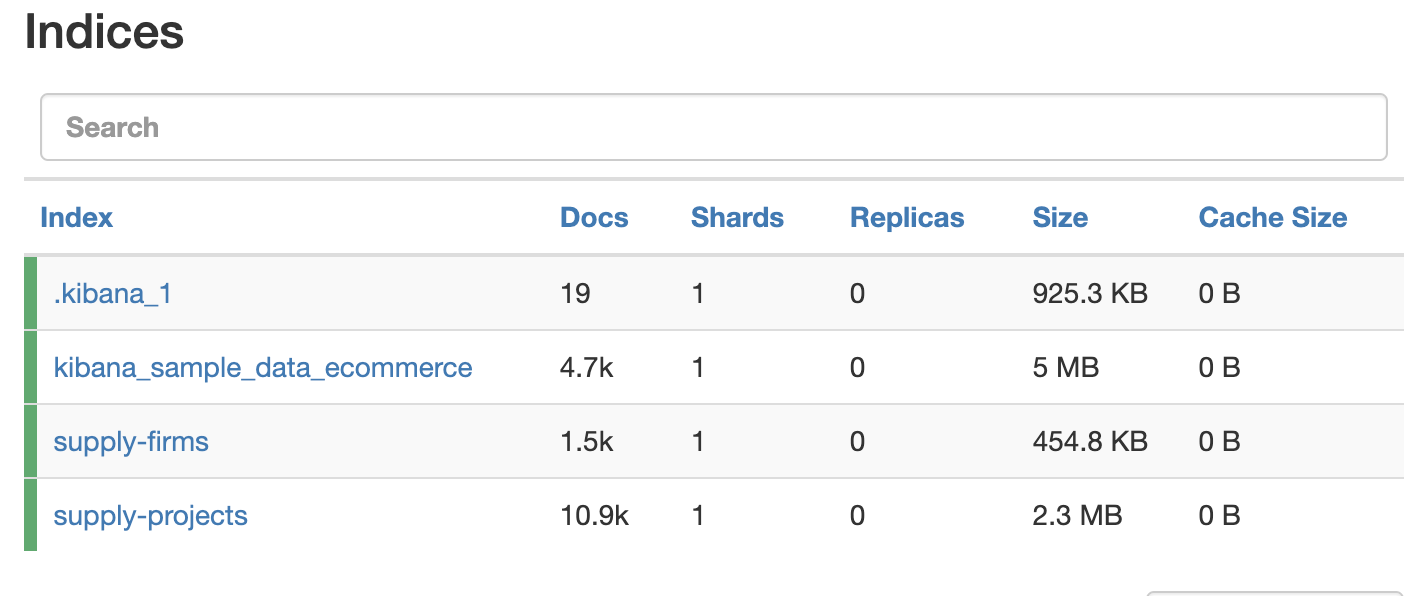 Indices
Search
Index Docs Shards Replicas Size Cache Size
.kibana_1 19 1 0 925.3 KB 0 B
kibana_sample_data_ecommerce 4.7k 1 0 5 MB 0 B
supply-firms 1.5k 1 0 454.8 KB 0 B
supply-projects 10.9k 1 0 2.3 MB 0 B